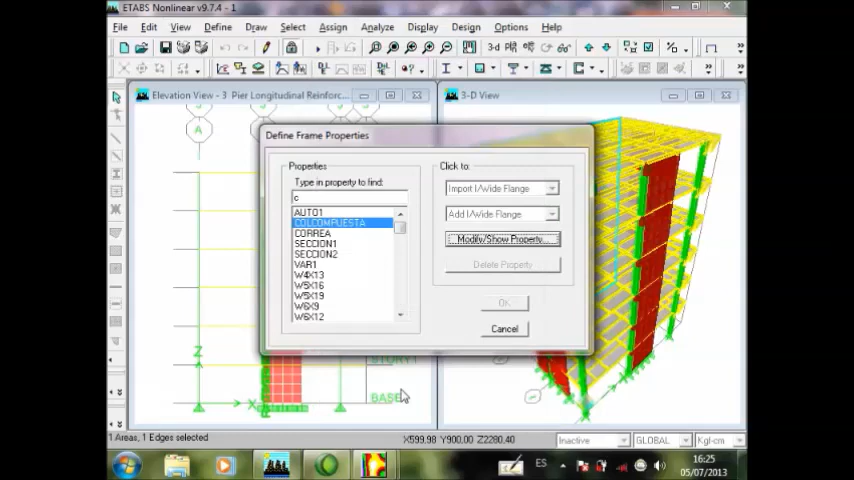 ETABS Nonlinear v9.7.4 - 1
File Edit View Define Draw Select Assign Analyze Display Design Options Help
3-d
Elevation View - 3 Pier Longitudinal Reinforc
3-D View
A
Define Frame Properties
Properties
Type in property to find:
c
AUTO1
COLCOMPUESTA
CORREA
SECCION1
SECCION2
VAR1
W4X13
W5X16
W5X19
W6X9
W6X12
Click to:
Import I/Wide Flange
Add I/Wide Flange
Modify/Show Property...
Delete Property
OK
Cancel
Z
X
STORY1
BASE
1 Areas, 1 Edges selected
X599.98 Y900.00 Z2280.40
Inactive
GLOBAL
Kgf-cm
ES
16:25
05/07/2013